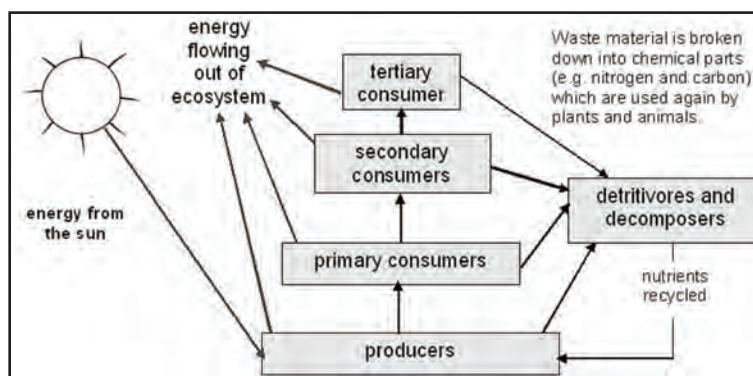 energy
flowing
out of
ecosystem
Waste material is broken
down into chemical parts
(e.g. nitrogen and carbon)
which are used again by
plants and animals.
tertiary
consumer
secondary
consumers
detritivores and
decomposers
energy from
the sun
primary consumers
nutrients
recycled
producers